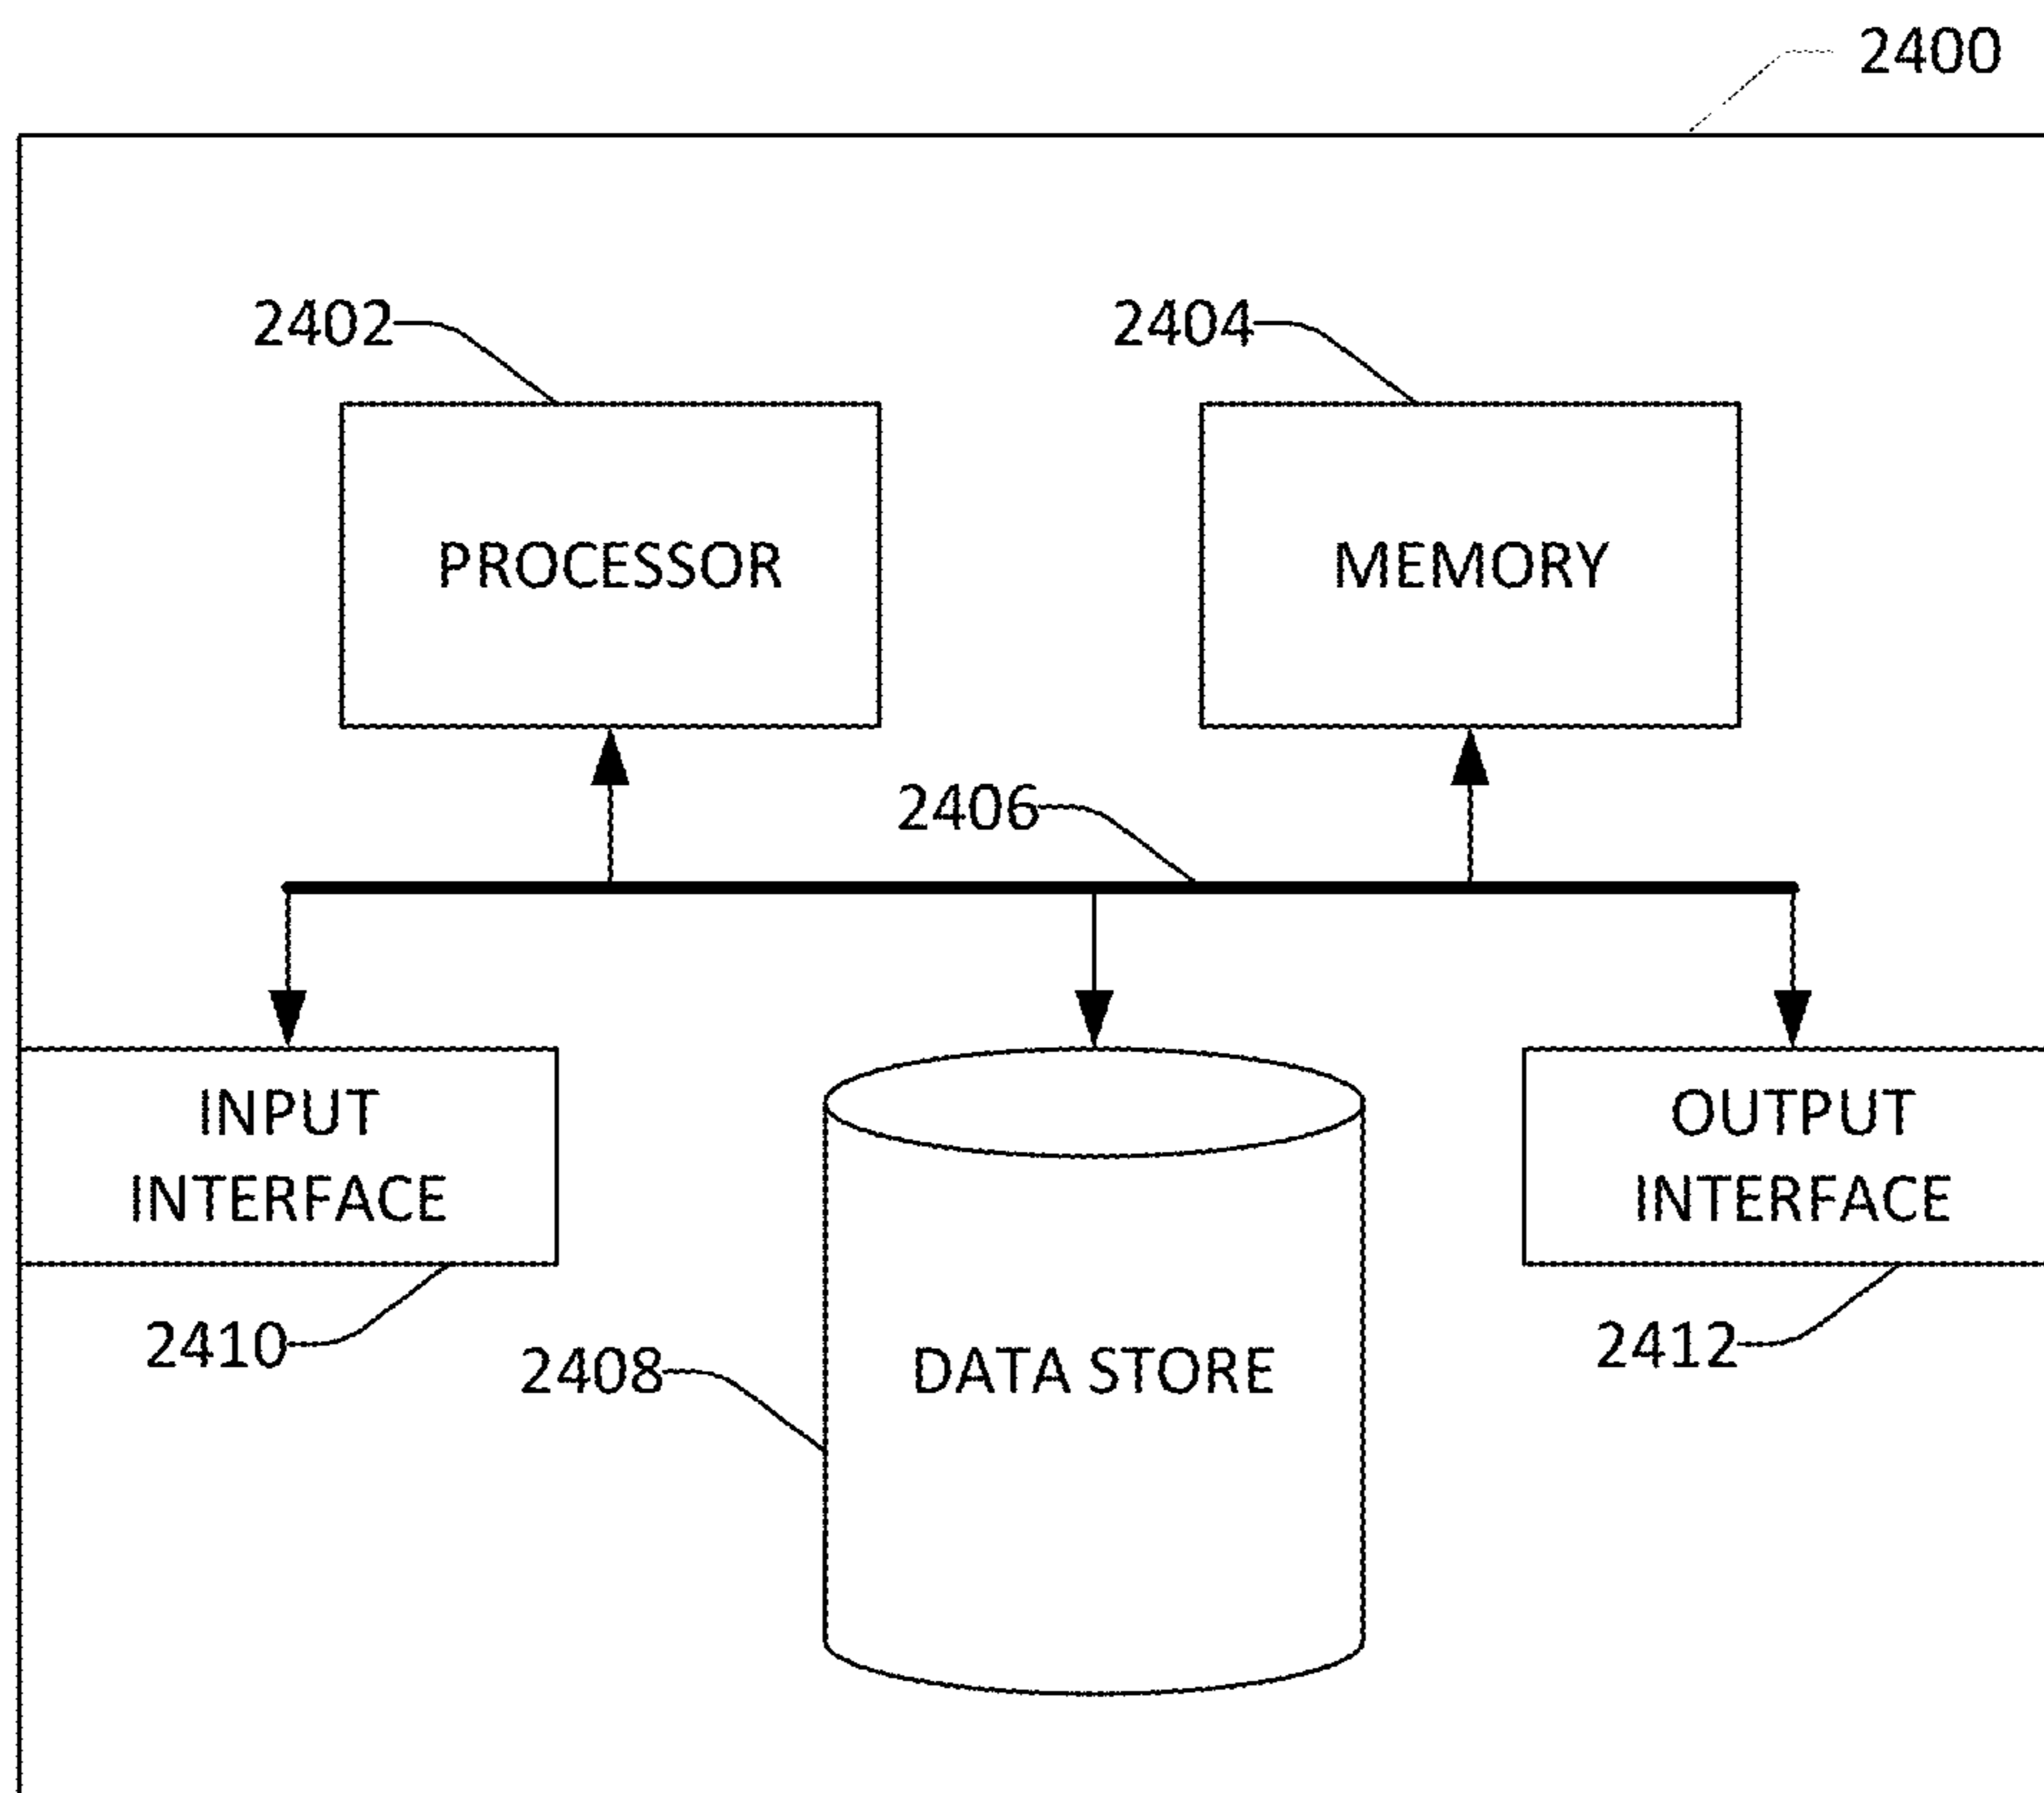 2400
2402
2404
PROCESSOR
MEMORY
2406
INPUT
INTERFACE
OUTPUT
INTERFACE
2410
2408
DATA STORE
2412